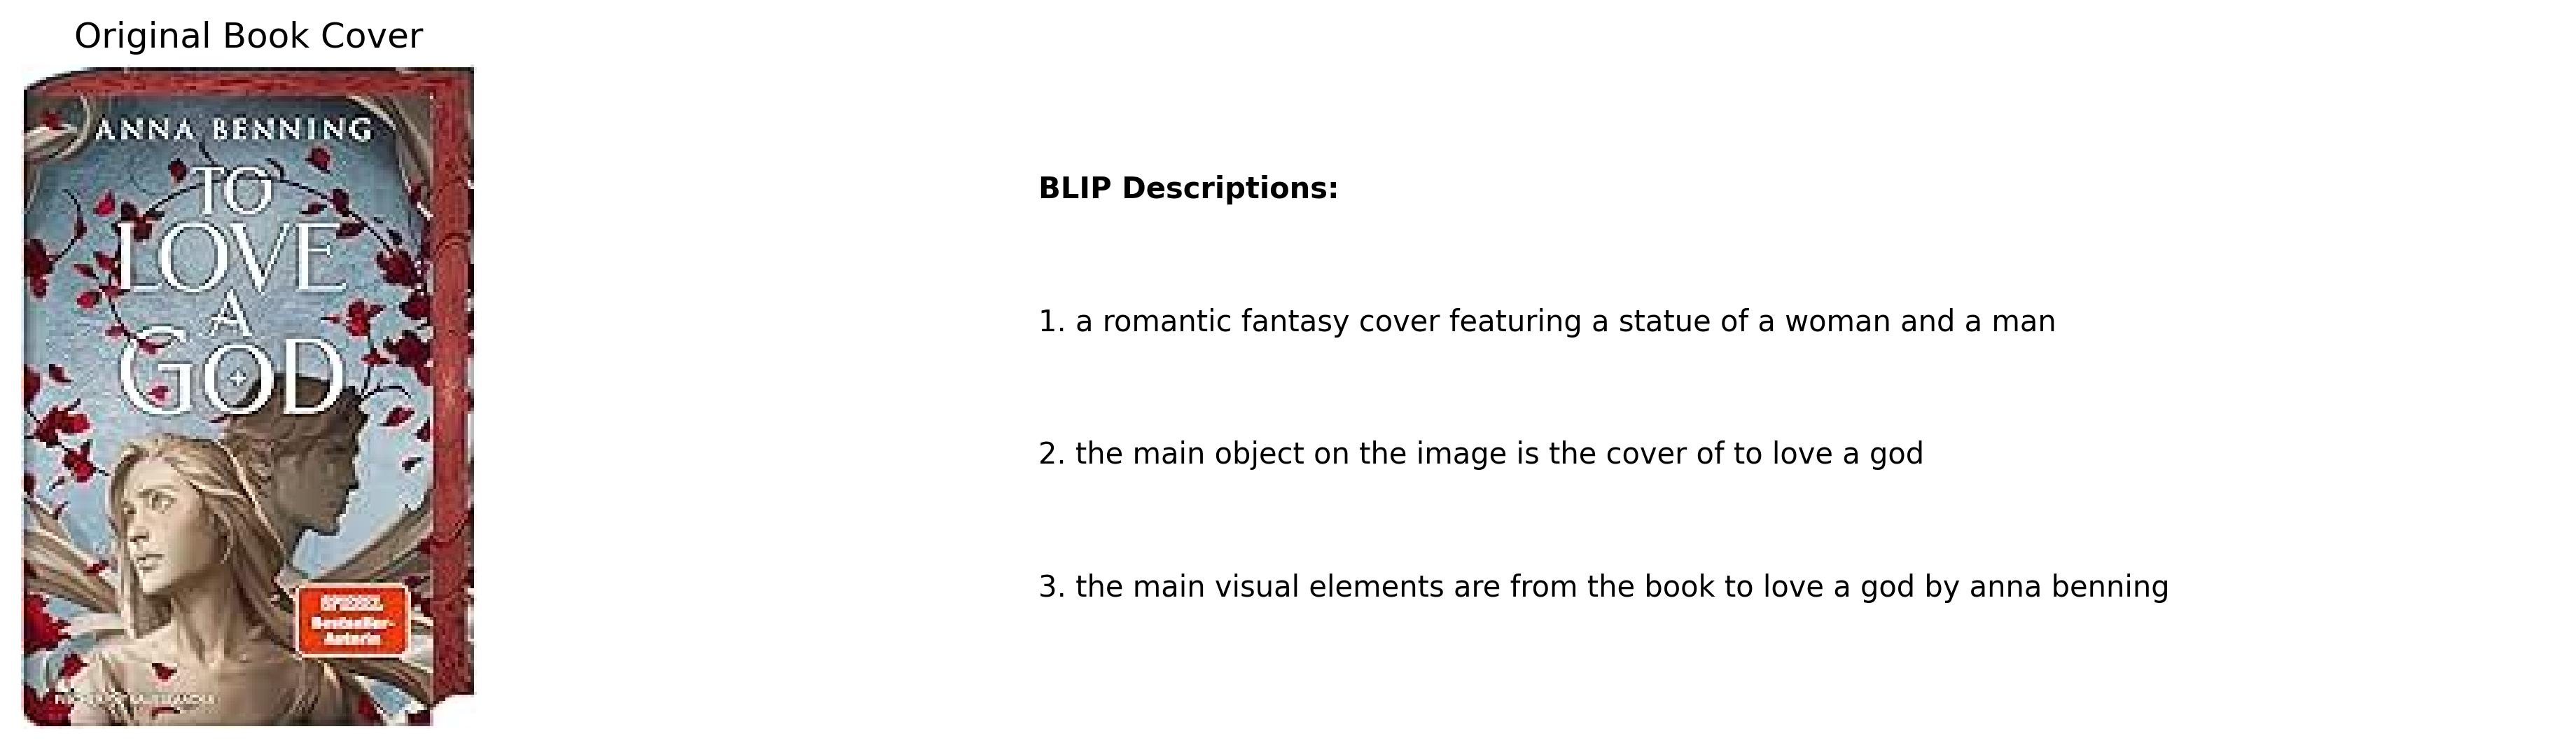 Original Book Cover
ANNA BENNING
TO
LOVE
A
GOD
SPIEGEL
Bestseller-
Autorin
BLIP Descriptions:
1. a romantic fantasy cover featuring a statue of a woman and a man
2. the main object on the image is the cover of to love a god
3. the main visual elements are from the book to love a god by anna benning